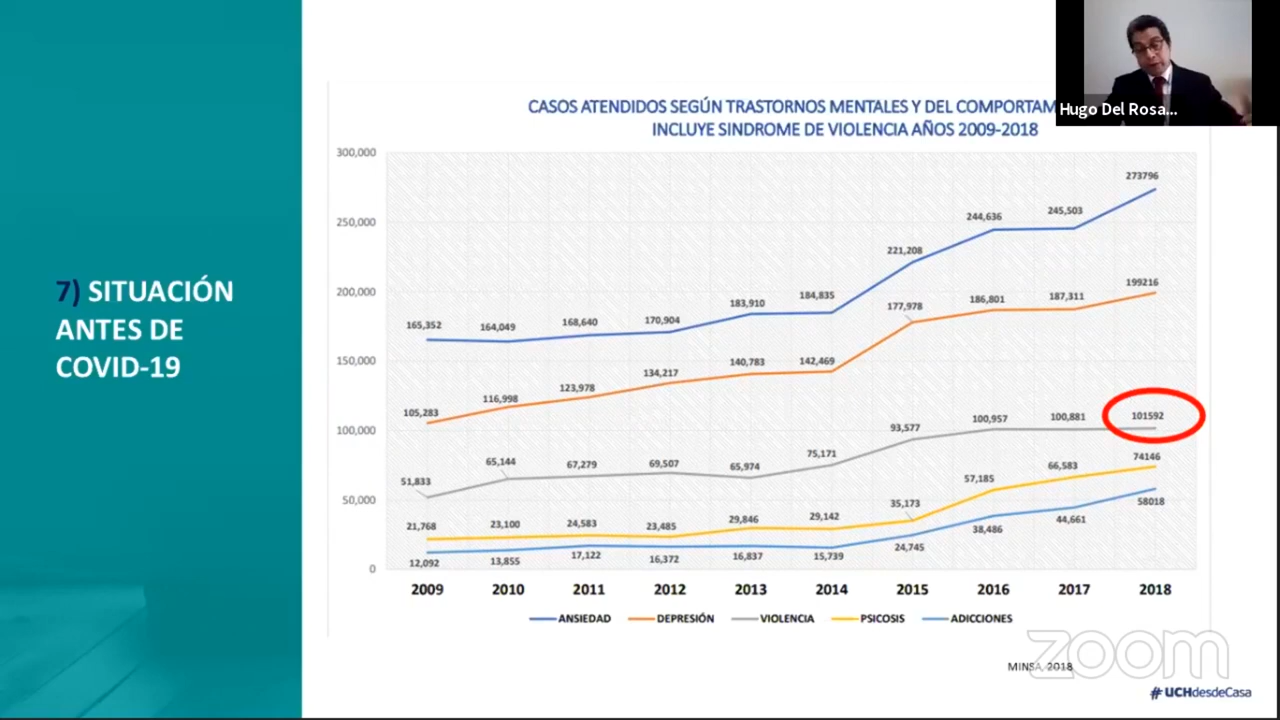 7) SITUACIÓN
ANTES DE
COVID-19
Hugo Del Rosa...
CASOS ATENDIDOS SEGÚN TRASTORNOS MENTALES Y DEL COMPORTAM
INCLUYE SINDROME DE VIOLENCIA AÑOS 2009-2018
300,000
250,000
200,000
150,000
100,000
50,000
0
165,352 164,049 168,640 170,904 183,910 184,835 221,208 244,636 245,503 273796
105,283 116,998 123,978 134,217 140,783 142,469 177,978 186,801 187,311 199216
51,833 65,144 67,279 69,507 65,974 75,171 93,577 100,957 100,881 101592
21,768 23,100 24,583 23,485 29,846 29,142 35,173 57,185 66,583 74146
12,092 13,855 17,122 16,372 16,837 15,739 24,745 38,486 44,661 58018
2009 2010 2011 2012 2013 2014 2015 2016 2017 2018
ANSIEDAD DEPRESIÓN VIOLENCIA PSICOSIS ADICCIONES
MINSA, 2018
zoom
#UCHdesdeCasa